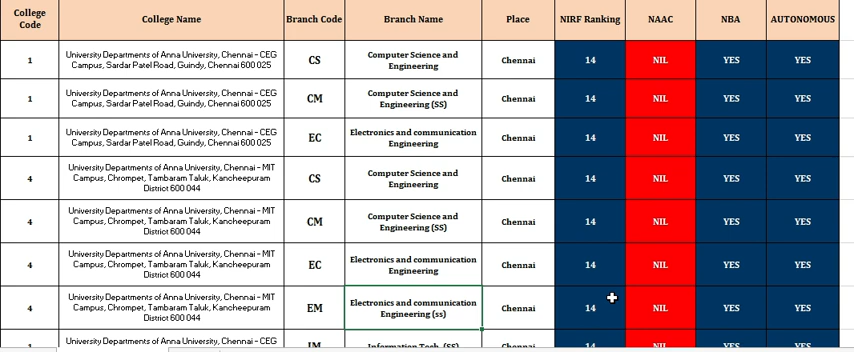 College Code College Name Branch Code Branch Name Place NIRF Ranking NAAC NBA AUTONOMOUS
1 University Departments of Anna University, Chennai – CEG Campus, Sardar Patel Road, Guindy, Chennai 600 025 CS Computer Science and Engineering Chennai 14 NIL YES YES
1 University Departments of Anna University, Chennai – CEG Campus, Sardar Patel Road, Guindy, Chennai 600 025 CM Computer Science and Engineering (SS) Chennai 14 NIL YES YES
1 University Departments of Anna University, Chennai – CEG Campus, Sardar Patel Road, Guindy, Chennai 600 025 EC Electronics and communication Engineering Chennai 14 NIL YES YES
4 University Departments of Anna University, Chennai – MIT Campus, Chrompet, Tambaram Taluk, Kancheepuram District 600 044 CS Computer Science and Engineering Chennai 14 NIL YES YES
4 University Departments of Anna University, Chennai – MIT Campus, Chrompet, Tambaram Taluk, Kancheepuram District 600 044 CM Computer Science and Engineering (SS) Chennai 14 NIL YES YES
4 University Departments of Anna University, Chennai – MIT Campus, Chrompet, Tambaram Taluk, Kancheepuram District 600 044 EC Electronics and communication Engineering Chennai 14 NIL YES YES
4 University Departments of Anna University, Chennai – MIT Campus, Chrompet, Tambaram Taluk, Kancheepuram District 600 044 EM Electronics and communication Engineering (ss) Chennai 14 NIL YES YES
1 University Departments of Anna University, Chennai – CEG IM Information Tech. (SS) Chennai 14 NIL YES YES